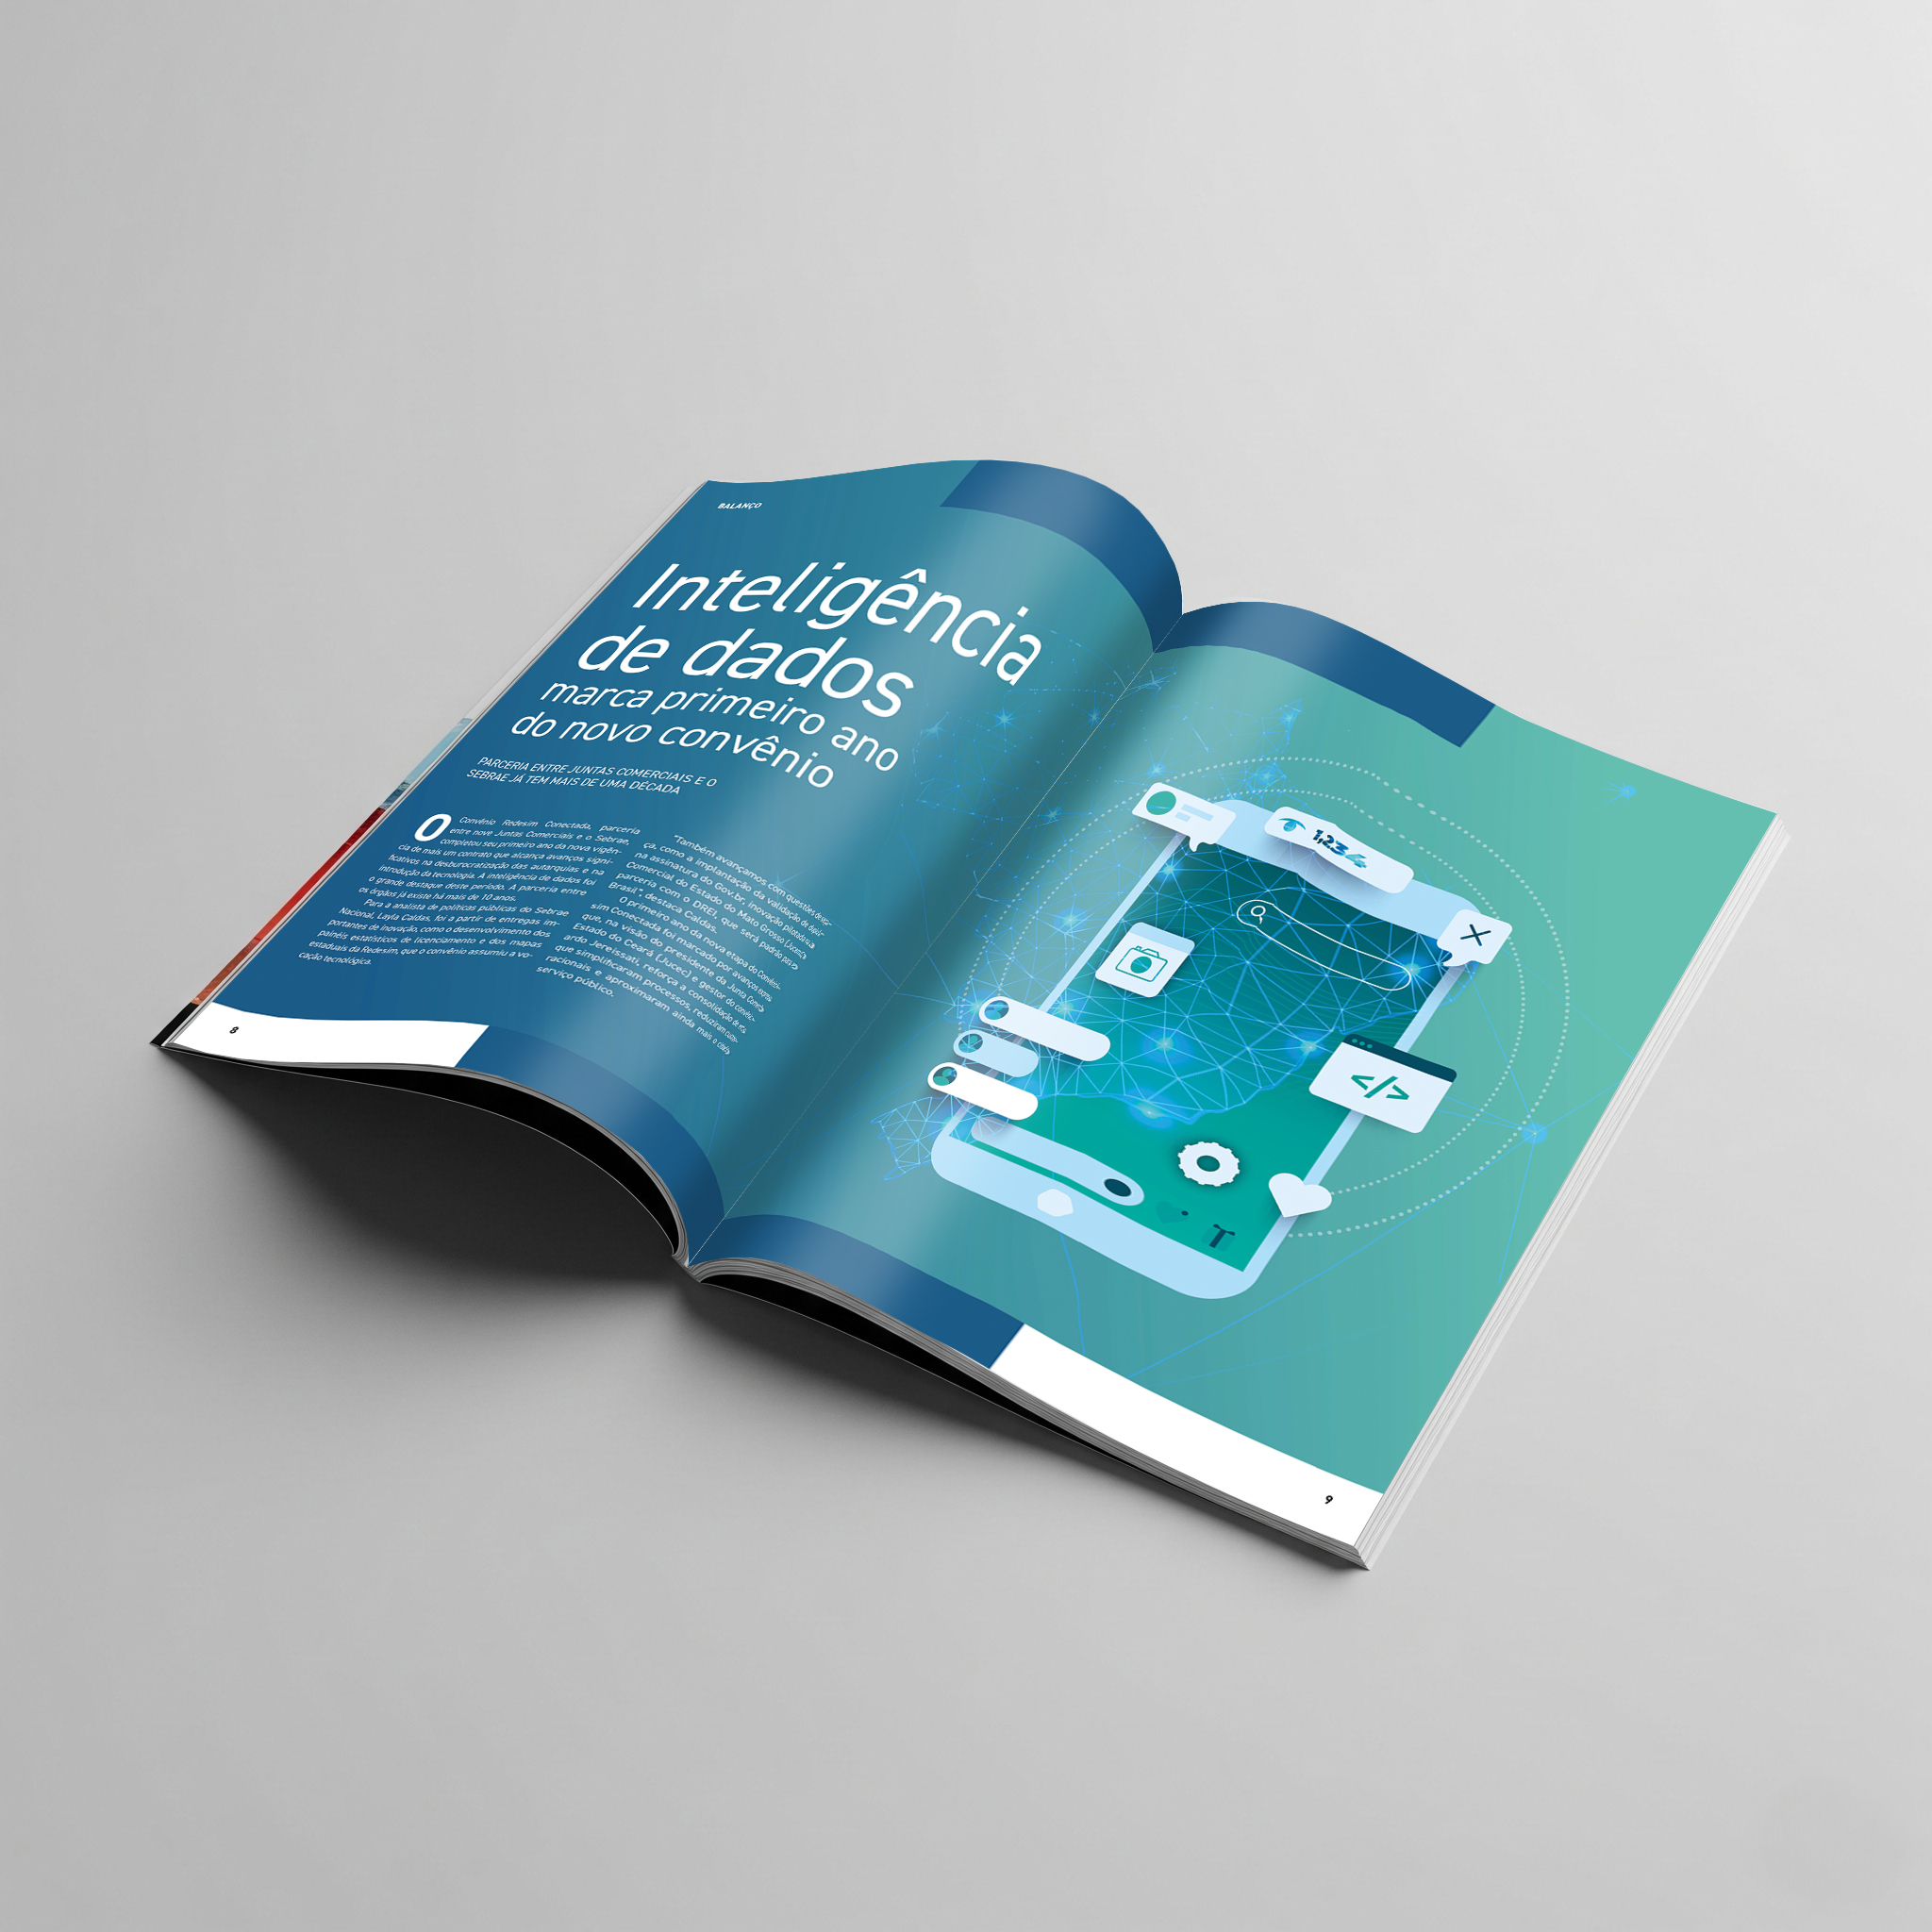 BALANÇO
Inteligência
de dados
marca primeiro ano
do novo convênio
PARCERIA ENTRE JUNTAS COMERCIAIS E O
SEBRAE JÁ TEM MAIS DE UMA DÉCADA
O Convênio Redesim Conectada, parceria
entre nove Juntas Comerciais e o Sebrae,
completou seu primeiro ano da nova vigên-
cia de mais um contrato que alcança avanços signi-
ficativos na desburocratização das autarquias e na
introdução da tecnologia. A inteligência de dados foi
o grande destaque deste período. A parceria entre
os órgãos já existe há mais de 10 anos.
Para a analista de políticas públicas do Sebrae
Nacional, Layla Caldas, foi a partir de entregas im-
portantes de inovação, como o desenvolvimento dos
painéis estatísticos de licenciamento e dos mapas
estaduais da Redesim, que o convênio assumiu a vo-
cação tecnológica.
"Também avançamos com questões de
ça, como a implantação da validação de
na assinatura do Gov.br, inovação pilotada
Comercial do Estado do Mato Grosso
parceria com o DREI, que será padrão
Brasil", destaca Caldas.
O primeiro ano da nova etapa do Convênio
sim Conectada foi marcado por avanços
que, na visão do presidente da Junta
Estado do Ceará (Jucec) e gestor do convênio
ardo Jereissati, reforça a consolidação de
que simplificaram processos, reduziram
racionais e aproximaram ainda mais o
serviço público.
8
1,234
</>
9